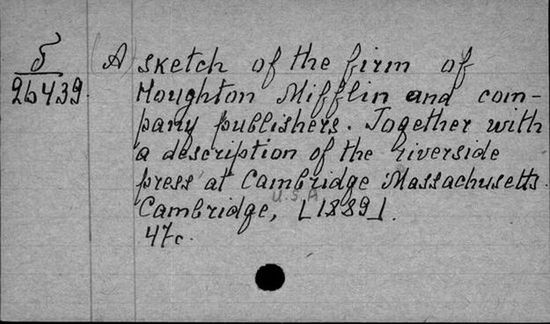 б (A) sketch of the firm of
26439. Houghton Mifflin and com-
pany publishers. Together with
a description of the riverside
press at Cambridge Massachusetts.
U.S.A.
Cambridge, [1889].
47c.